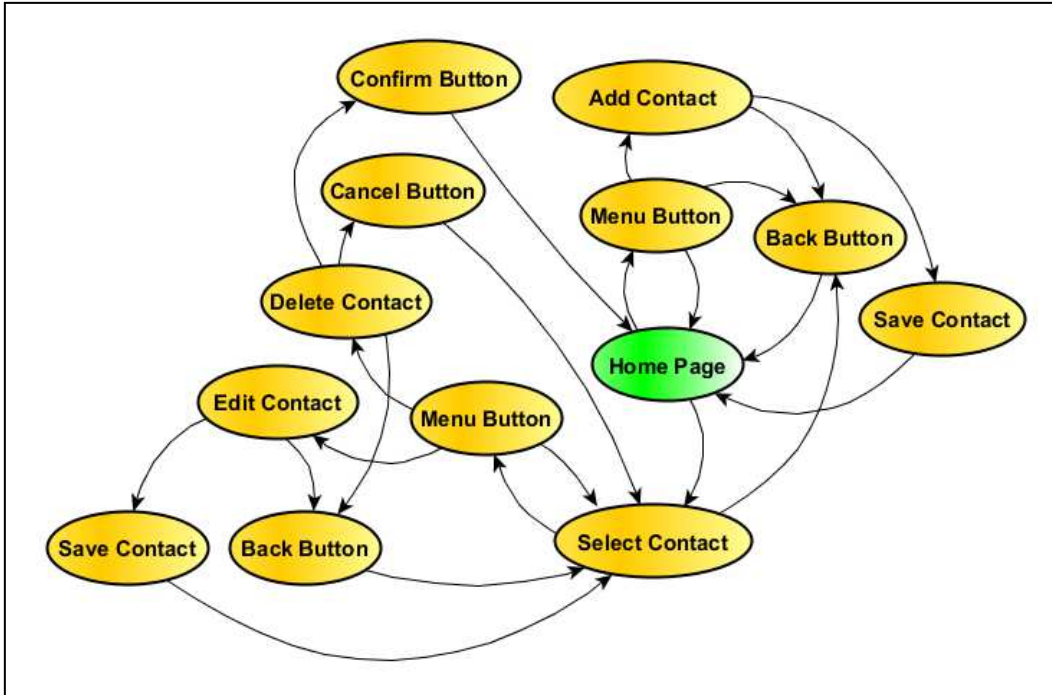 Confirm Button
Add Contact
Cancel Button
Menu Button
Back Button
Delete Contact
Save Contact
Home Page
Edit Contact
Menu Button
Select Contact
Save Contact
Back Button